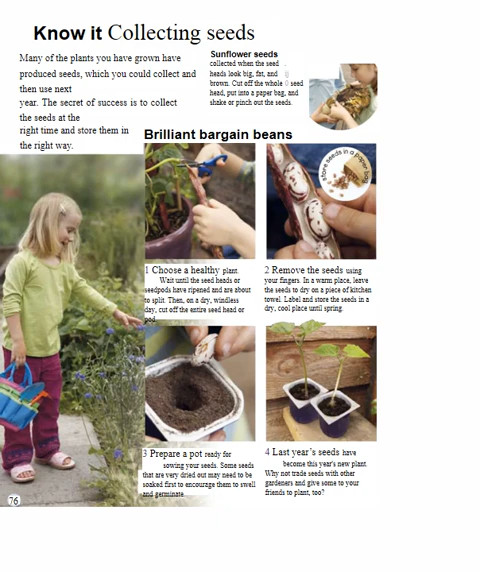 Know it Collecting seeds
Many of the plants you have grown have
produced seeds, which you could collect and
then use next
year. The secret of success is to collect
the seeds at the
right time and store them in
the right way.
Sunflower seeds
collected when the seed
heads look big, fat, and
brown. Cut off the whole seed
head, put into a paper bag, and
shake or pinch out the seeds.
Brilliant bargain beans
store seeds in a paper bag
1 Choose a healthy plant.
Wait until the seed heads or
seedpods have ripened and are about
to split. Then, on a dry, windless
day, cut off the entire seed head or
pod.
2 Remove the seeds using
your fingers. In a warm place, leave
the seeds to dry on a piece of kitchen
towel. Label and store the seeds in a
dry, cool place until spring.
3 Prepare a pot ready for
sowing your seeds. Some seeds
that are very dried out may need to be
soaked first to encourage them to swell
and germinate.
4 Last year's seeds have
become this year's new plant.
Why not trade seeds with other
gardeners and give some to your
friends to plant, too?
76